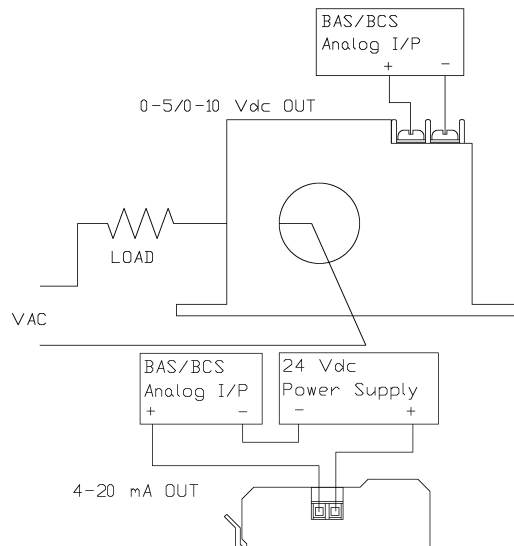 BAS/BCS
Analog I/P
+ −
0-5/0-10 Vdc OUT
LOAD
VAC
BAS/BCS
Analog I/P
+ −
24 Vdc
Power Supply
− +
4-20 mA OUT